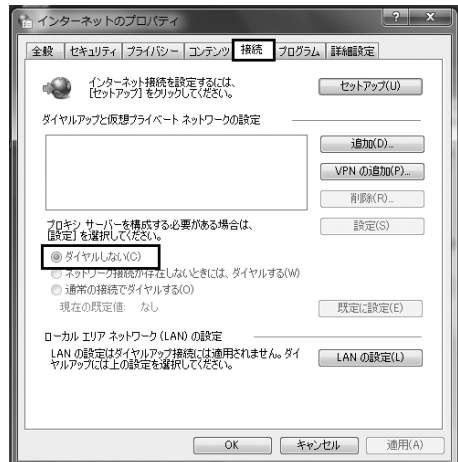 インターネットのプロパティ
全般 セキュリティ プライバシー コンテンツ 接続 プログラム 詳細設定
インターネット接続を設定するには、
[セットアップ] をクリックしてください。
セットアップ(U)
ダイヤルアップと仮想プライベート ネットワークの設定
追加(D)...
VPN の追加(P)...
削除(R)...
プロキシ サーバーを構成する必要がある場合は、
[設定] を選択してください。
設定(S)
ダイヤルしない(C)
ネットワーク接続が存在しないときには、ダイヤルする(W)
通常の接続でダイヤルする(O)
現在の既定値: なし
既定に設定(E)
ローカル エリア ネットワーク (LAN) の設定
LAN の設定はダイヤルアップ接続には適用されません。ダイ
ヤルアップには上の設定を選択してください。
LAN の設定(L)
OK キャンセル 適用(A)